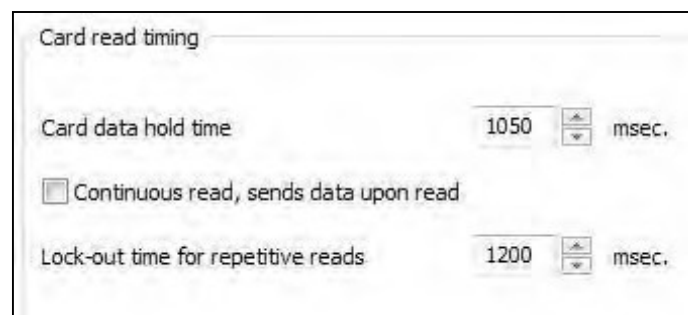 Card read timing
Card data hold time 1050 msec.
Continuous read, sends data upon read
Lock-out time for repetitive reads 1200 msec.